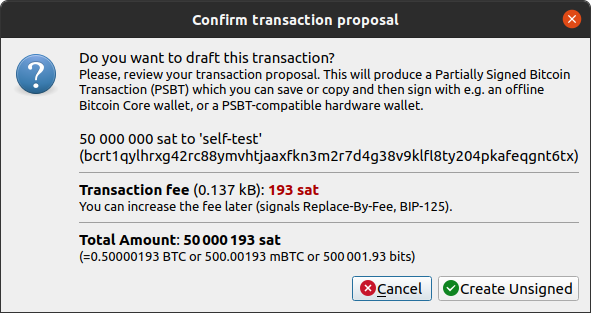 Confirm transaction proposal
Do you want to draft this transaction?
Please, review your transaction proposal. This will produce a Partially Signed Bitcoin
Transaction (PSBT) which you can save or copy and then sign with e.g. an offline
Bitcoin Core wallet, or a PSBT-compatible hardware wallet.
50 000 000 sat to 'self-test'
(bcrt1qylhrxg42rc88ymvhtjaaxfkn3m2r7d4g38v9klfl8ty204pkafeqgnt6tx)
Transaction fee (0.137 kB): 193 sat
You can increase the fee later (signals Replace-By-Fee, BIP-125).
Total Amount: 50 000 193 sat
(=0.50000193 BTC or 500.00193 mBTC or 500 001.93 bits)
Cancel
Create Unsigned